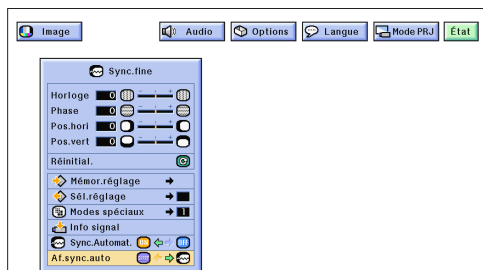 Image
Audio
Options
Langue
Mode PRJ
État
Sync.fine
Horloge 0 - +
Phase 0 - +
Pos.hori 0 - +
Pos.vert 0 - +
Réinitial.
Mémor.réglage
Sél.réglage
Modes spéciaux 1
Info signal
Sync.Automat.
Af.sync.auto